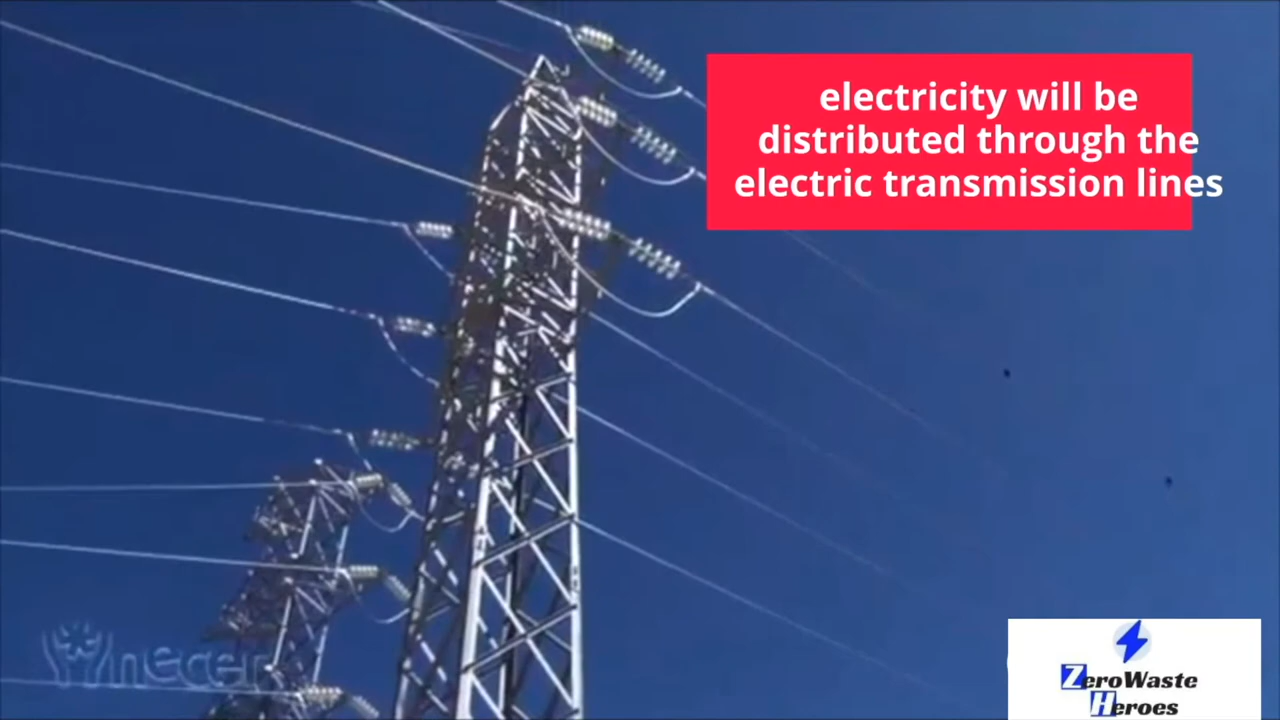 electricity will be
distributed through the
electric transmission lines
ZeroWaste
Heroes